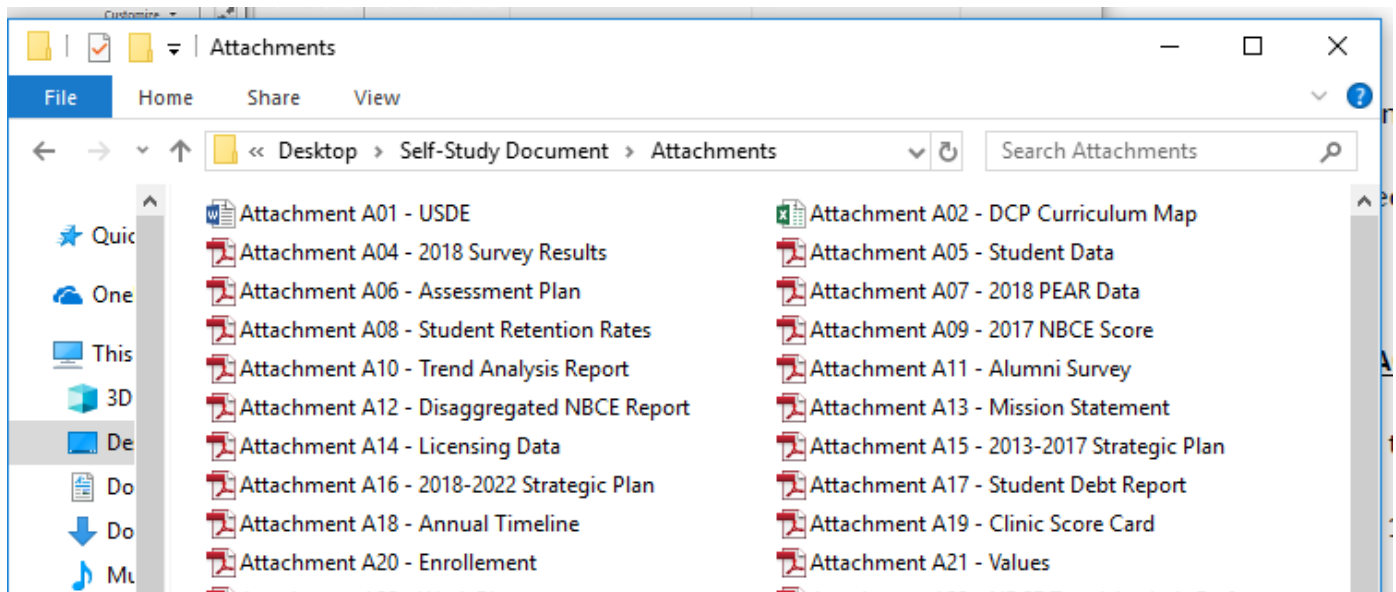 Customize
Attachments
File Home Share View
« Desktop > Self-Study Document > Attachments Search Attachments
Attachment A01 - USDE Attachment A02 - DCP Curriculum Map
Quic Attachment A04 - 2018 Survey Results Attachment A05 - Student Data
One Attachment A06 - Assessment Plan Attachment A07 - 2018 PEAR Data
Attachment A08 - Student Retention Rates Attachment A09 - 2017 NBCE Score
This Attachment A10 - Trend Analysis Report Attachment A11 - Alumni Survey
3D Attachment A12 - Disaggregated NBCE Report Attachment A13 - Mission Statement
De Attachment A14 - Licensing Data Attachment A15 - 2013-2017 Strategic Plan
Do Attachment A16 - 2018-2022 Strategic Plan Attachment A17 - Student Debt Report
Do Attachment A18 - Annual Timeline Attachment A19 - Clinic Score Card
Mu Attachment A20 - Enrollement Attachment A21 - Values